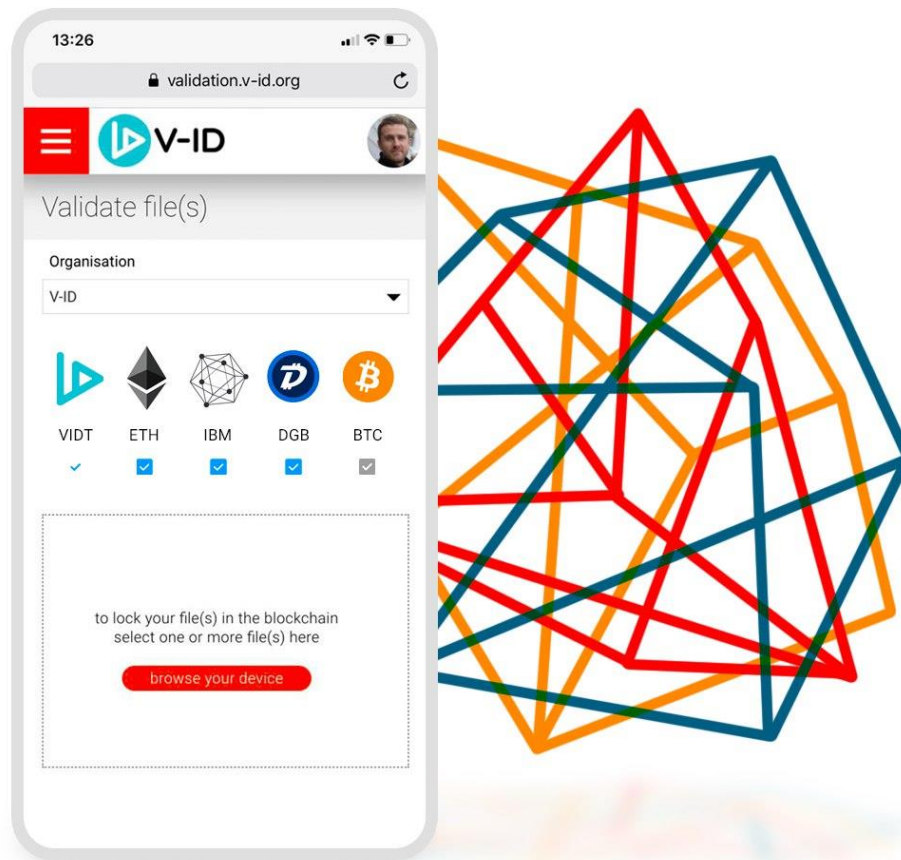 13:26
validation.v-id.org
V-ID
Validate file(s)
Organisation
V-ID
VIDT ETH IBM DGB BTC
to lock your file(s) in the blockchain
select one or more file(s) here
browse your device